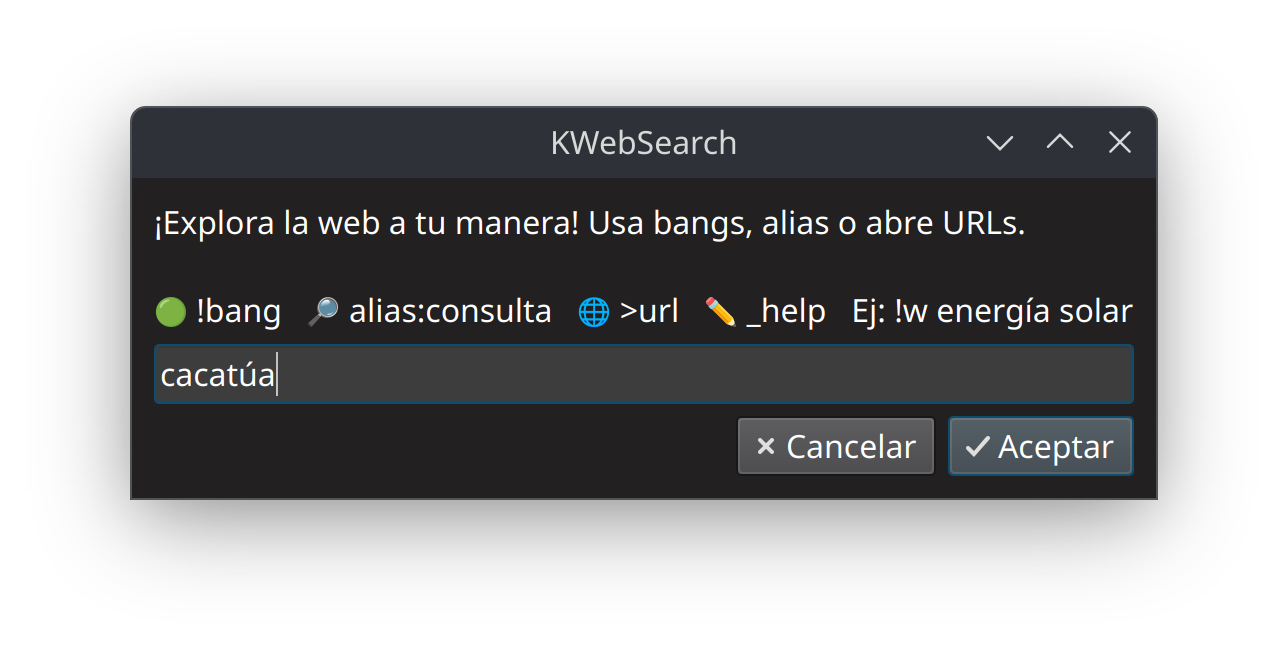 KWebSearch
¡Explora la web a tu manera! Usa bangs, alias o abre URLs.
🟢 !bang 🔎 alias:consulta 🌐 >url ✏️ _help Ej: !w energía solar
cacatúa
Cancelar Aceptar